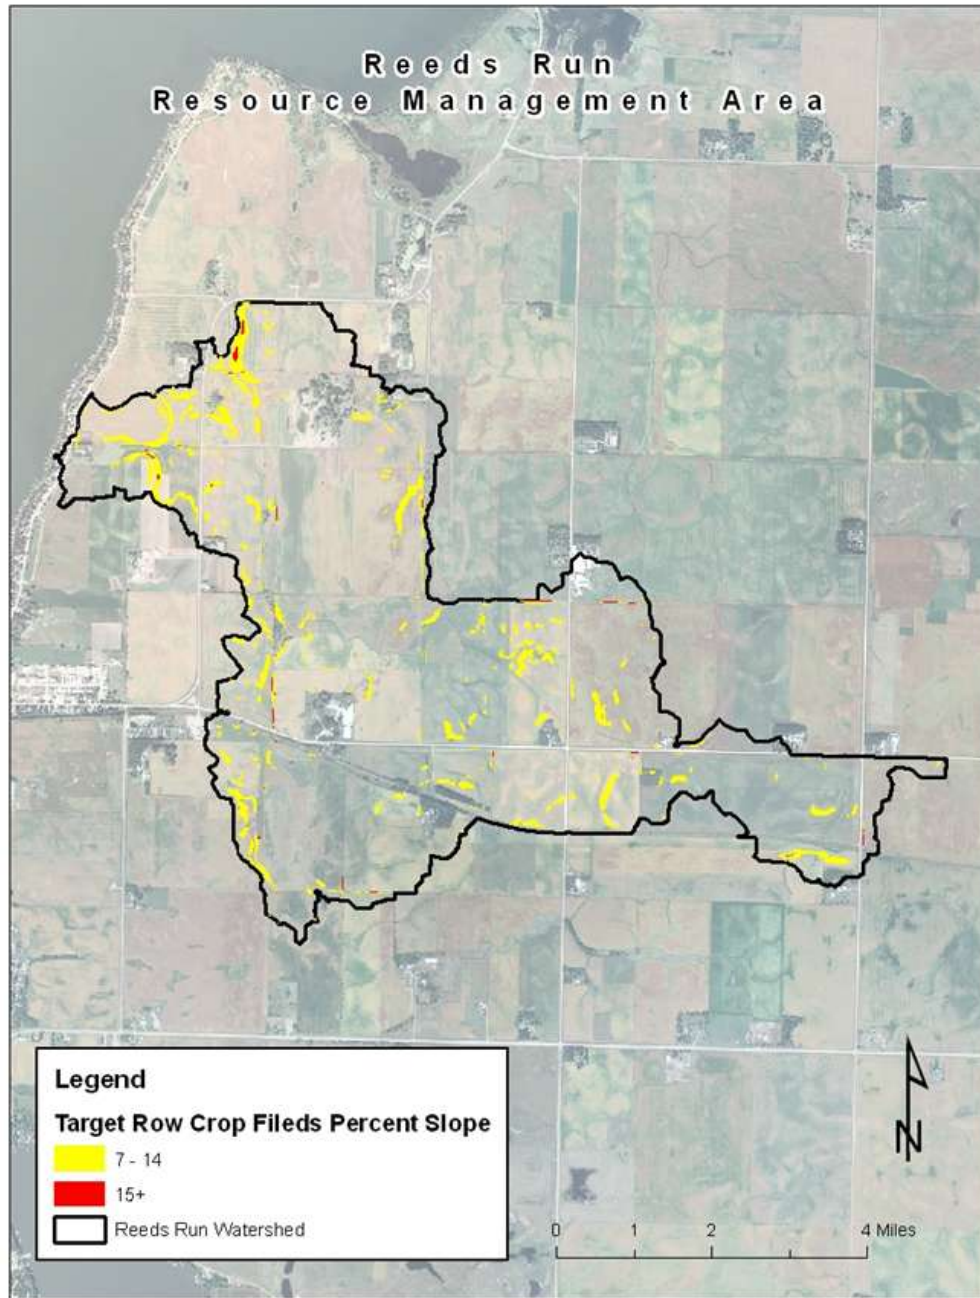 Reeds Run
Resource Management Area
Legend
Target Row Crop Fileds Percent Slope
7 - 14
15+
Reeds Run Watershed
N
0 1 2 4 Miles